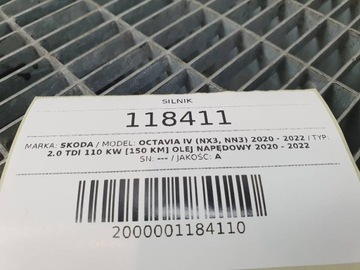 SILNIK
118411
MARKA: SKODA / MODEL: OCTAVIA IV (NX3, NN3) 2020 - 2022 / TYP:
2.0 TDI 110 KW [150 KM] OLEJ NAPĘDOWY 2020 - 2022
SN: --- / JAKOŚĆ: A
2000001184110